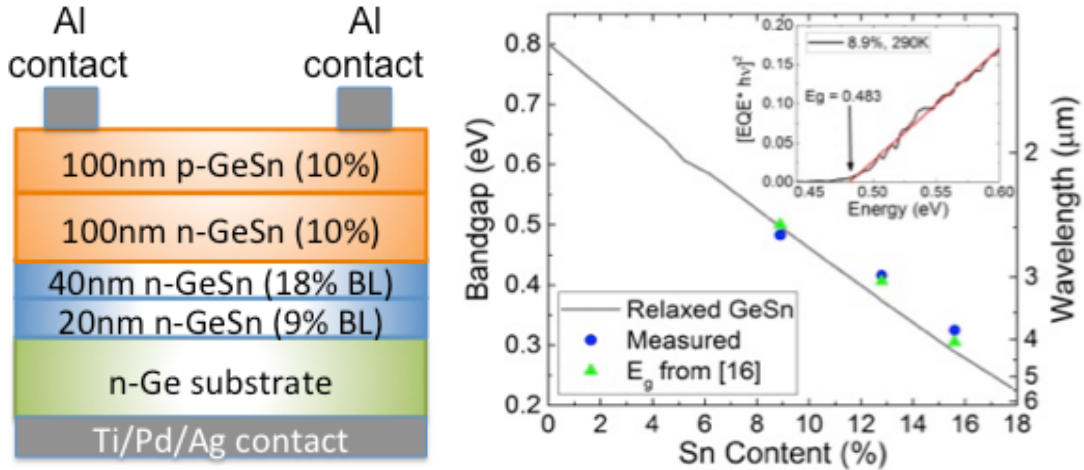 Al contact
Al contact
100nm p-GeSn (10%)
100nm n-GeSn (10%)
40nm n-GeSn (18% BL)
20nm n-GeSn (9% BL)
n-Ge substrate
Ti/Pd/Ag contact
Bandgap (eV)
0.8
0.7
0.6
0.5
0.4
0.3
0.2
0 2 4 6 8 10 12 14 16 18
Sn Content (%)
Wavelength (μm)
2
3
4
5
6
Relaxed GeSn
Measured
Eg from [16]
[EQE* hν]²
0.20
0.15
0.10
0.05
0.00
8.9%, 290K
Eg = 0.483
0.45 0.50 0.55 0.60
Energy (eV)